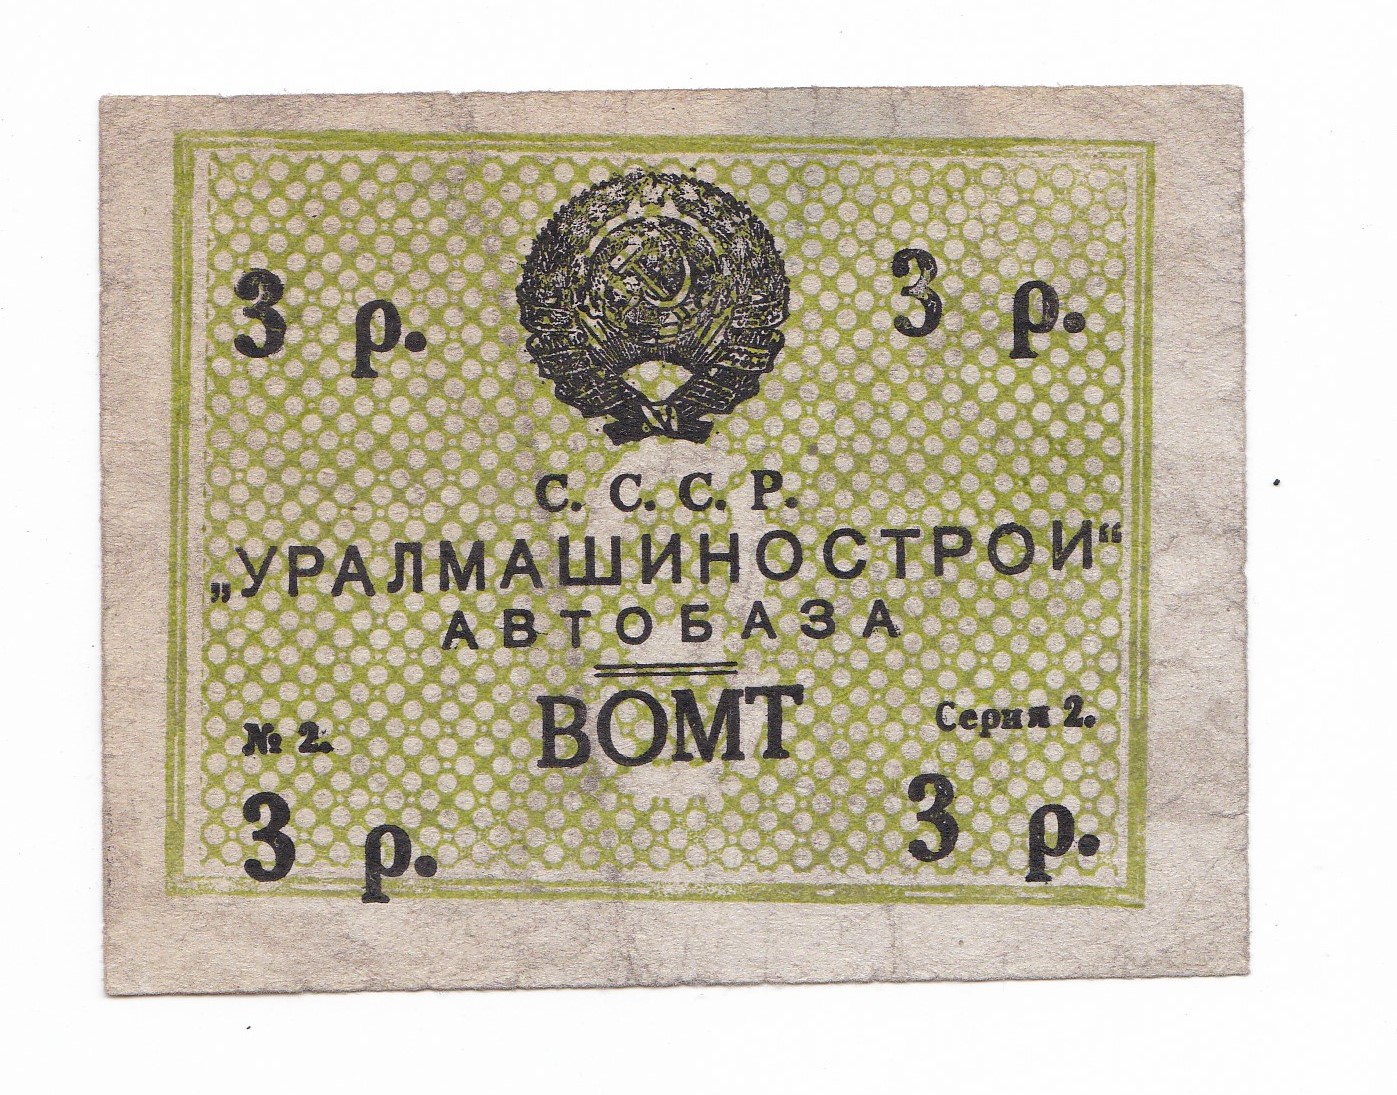 3 р. 3 р.
С. С. С. Р.
„УРАЛМАШИНОСТРОИ“
АВТОБАЗА
ВОМТ
№ 2. Серия 2.
3 р. 3 р.